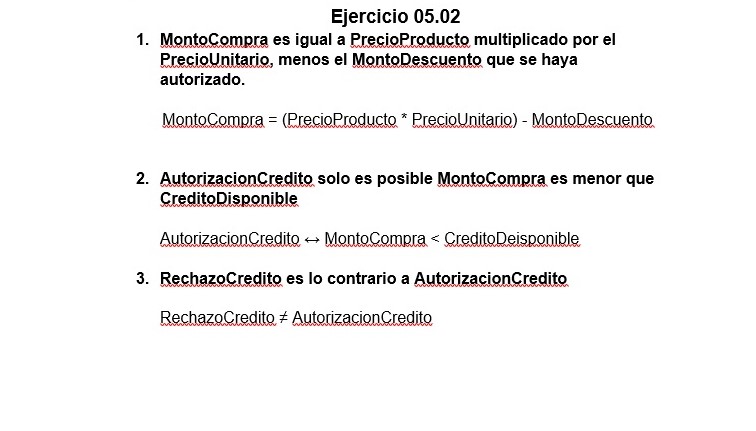 Ejercicio 05.02
1. MontoCompra es igual a PrecioProducto multiplicado por el
PrecioUnitario, menos el MontoDescuento que se haya
autorizado.
MontoCompra = (PrecioProducto * PrecioUnitario) - MontoDescuento
2. AutorizacionCredito solo es posible MontoCompra es menor que
CreditoDisponible
AutorizacionCredito ↔ MontoCompra < CreditoDeisponible
3. RechazoCredito es lo contrario a AutorizacionCredito
RechazoCredito ≠ AutorizacionCredito